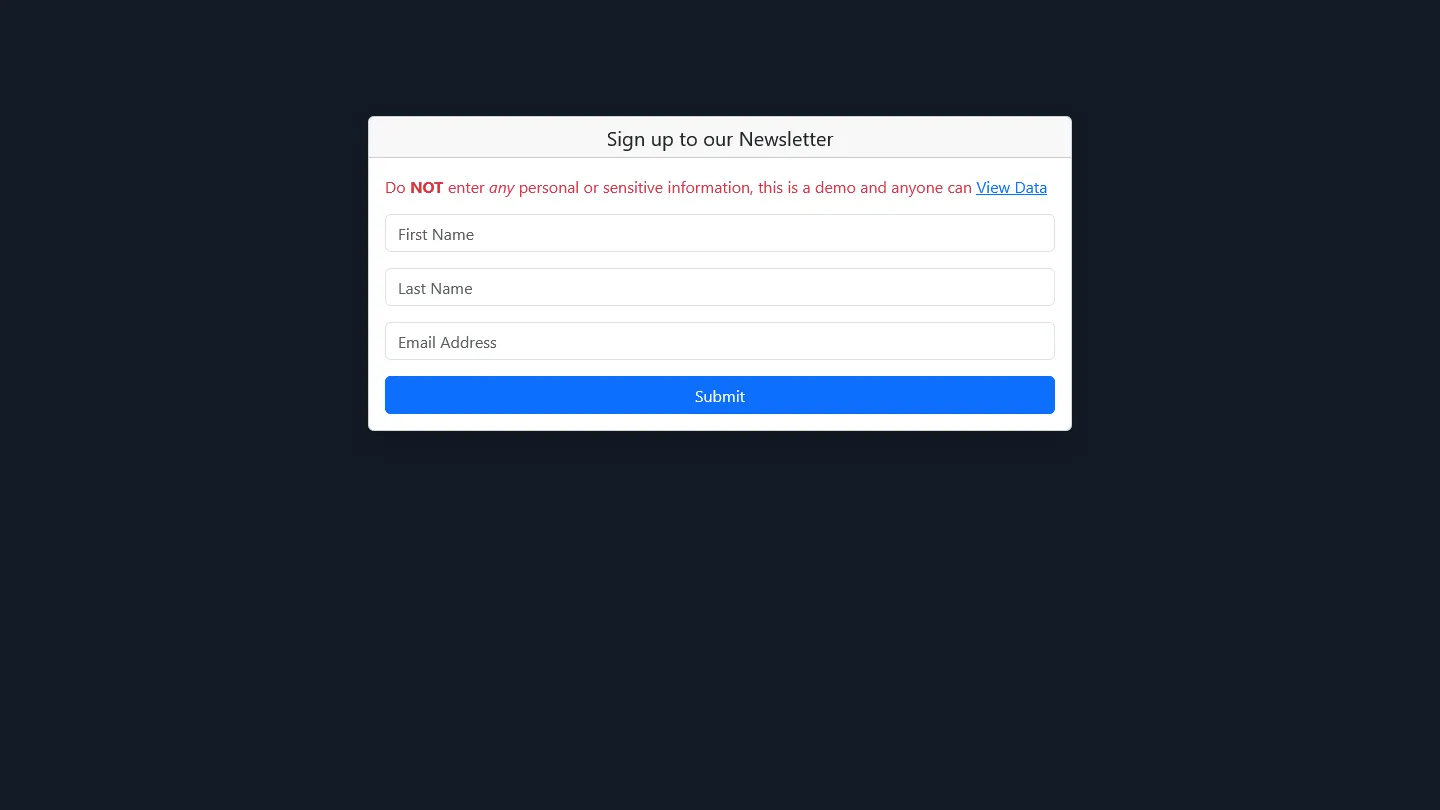 Sign up to our Newsletter
Do NOT enter any personal or sensitive information, this is a demo and anyone can View Data
First Name
Last Name
Email Address
Submit